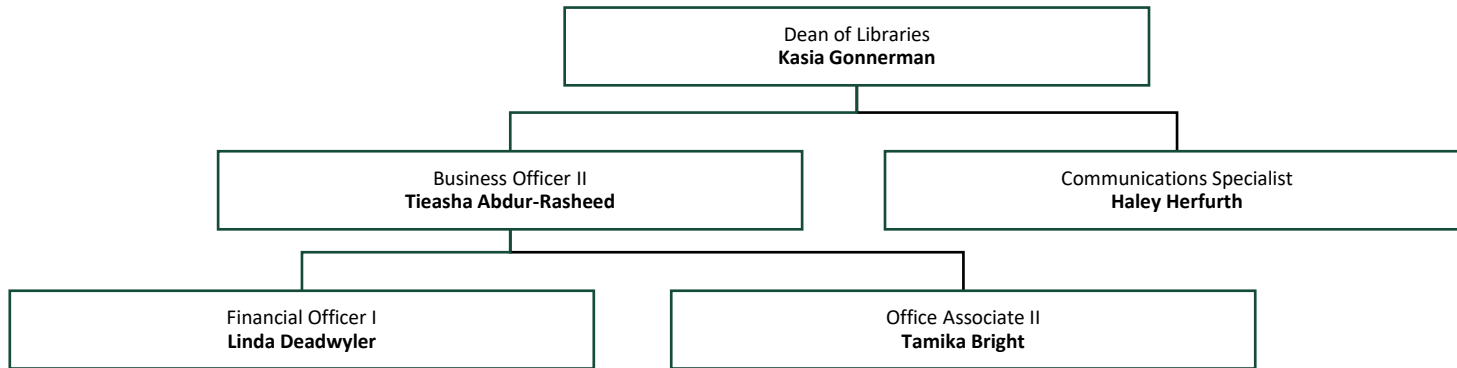 Dean of Libraries
Kasia Gonnerman
Business Officer II
Tieasha Abdur-Rasheed
Communications Specialist
Haley Herfurth
Financial Officer I
Linda Deadwyler
Office Associate II
Tamika Bright